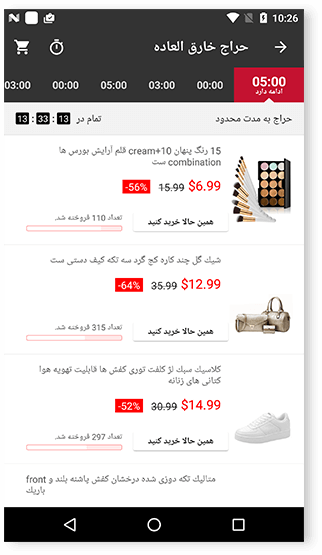 10:26
حراج خارق العاده
05:00
ادامه دارد
00:00
03:00
05:00
00:00
03:00
حراج به مدت محدود
تمام در 13 : 33 : 13
15 رنگ پنهان cream+10 قلم آرایش بورس ها
combination ست
$6.99 15.99 -56%
همین حالا خرید کنید
تعداد 110 فروخته شد.
شیک گل چند کاره کج گرد سه تکه کیف دستی ست
$12.99 35.99 -64%
همین حالا خرید کنید
تعداد 315 فروخته شد.
کلاسیک سبک لژ کلفت توری کفش ها قابلیت تهویه هوا
کتانی های زنانه
$14.99 30.99 -52%
همین حالا خرید کنید
تعداد 297 فروخته شد.
متالیک تکه دوزی شده درخشان کفش پاشنه بلند و front
باریک